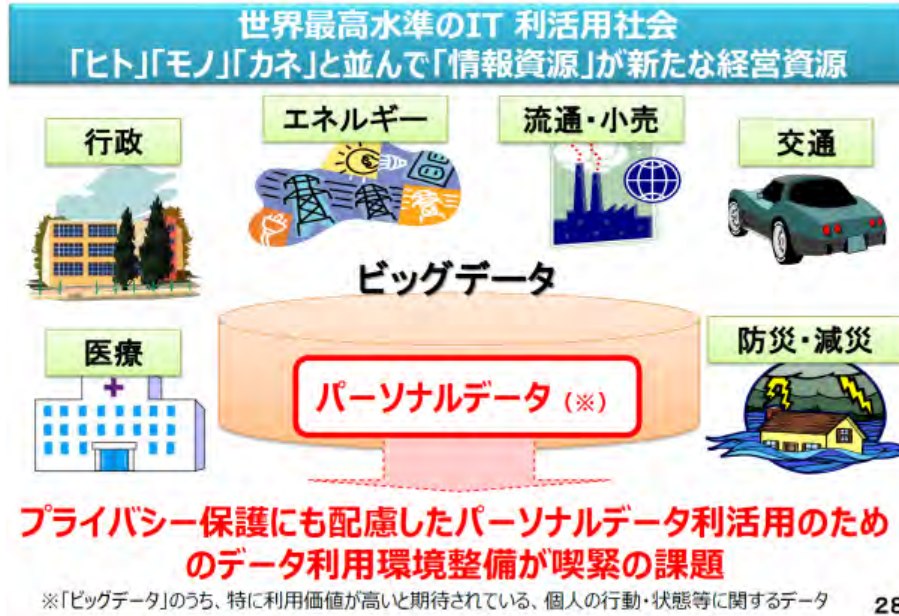 世界最高水準のIT 利活用社会
「ヒト」「モノ」「カネ」と並んで「情報資源」が新たな経営資源
行政
エネルギー
流通・小売
交通
ビッグデータ
医療
防災・減災
パーソナルデータ（※）
プライバシー保護にも配慮したパーソナルデータ利活用のため
のデータ利用環境整備が喫緊の課題
※「ビッグデータ」のうち、特に利用価値が高いと期待されている、個人の行動・状態等に関するデータ
28